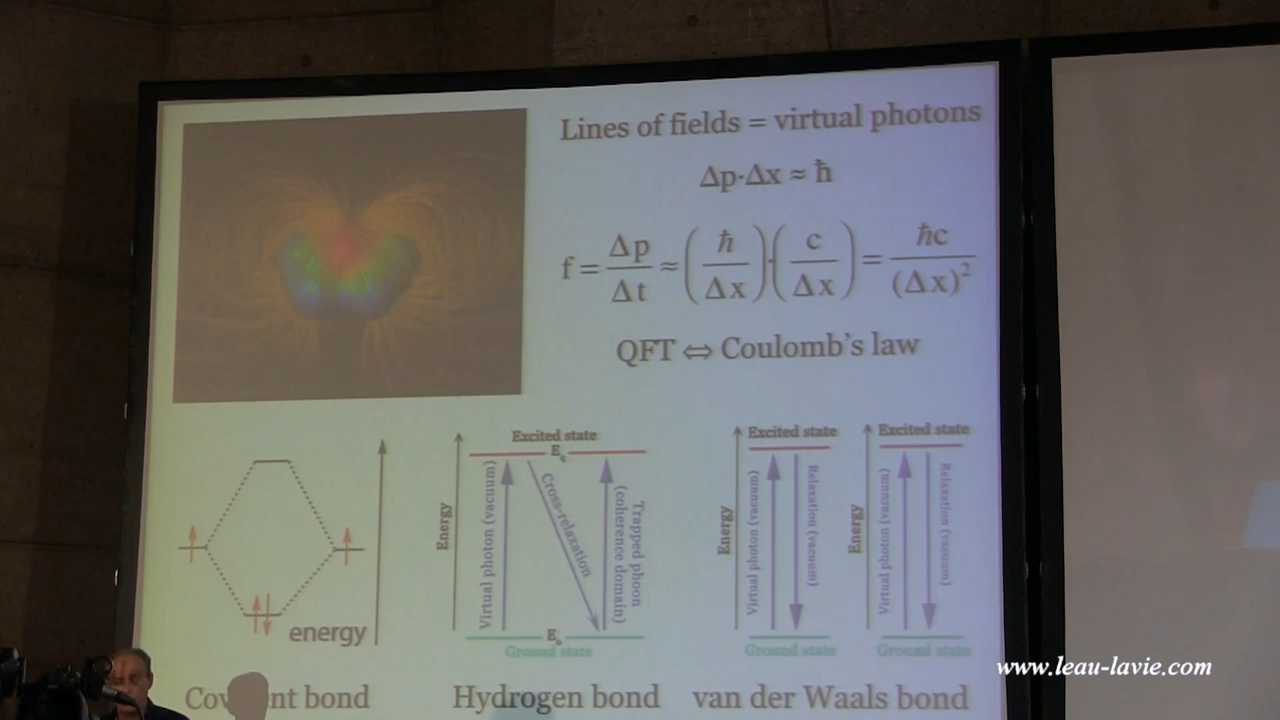 Lines of fields = virtual photons
Δp·Δx ≈ ħ
f = Δp/Δt ≈ (ħ/Δx)·(c/Δx) = ħc/(Δx)²
QFT ⇔ Coulomb's law
energy
Covalent bond
Energy
Excited state
E
Virtual photon (vacuum)
Cross-relaxation
Trapped phoon
(coherence domain)
E
Ground state
Hydrogen bond
Energy
Excited state
Virtual photon (vacuum)
Relaxation (vacuum)
Ground state
Energy
Excited state
Virtual photon (vacuum)
Relaxation (vacuum)
Ground state
van der Waals bond
www.leau-lavie.com